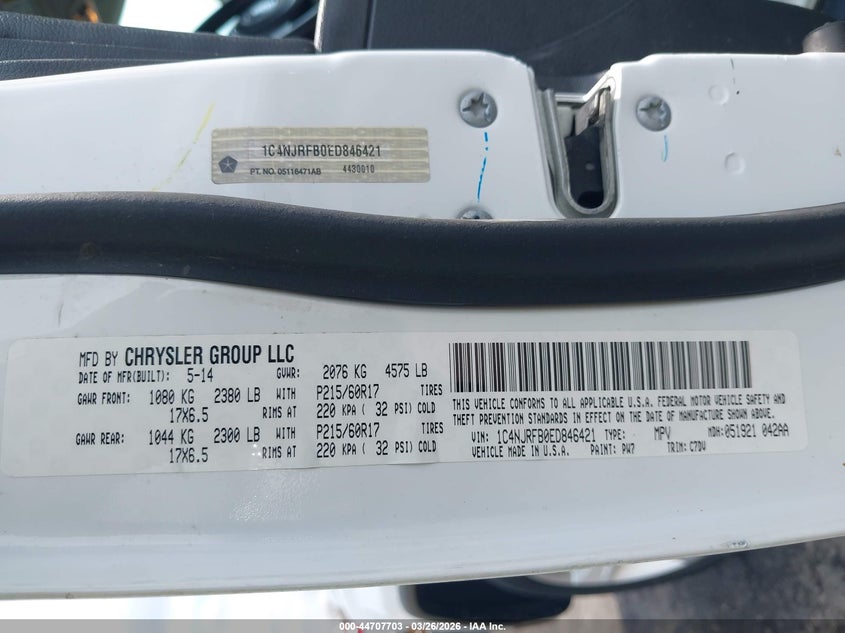 1C4NJRFB0ED846421
PT. NO. 05116471AB 4430010
MFD BY CHRYSLER GROUP LLC
DATE OF MFR(BUILT): 5-14 GVWR: 2076 KG 4575 LB
GAWR FRONT: 1080 KG 2380 LB WITH P215/60R17 TIRES
17X6.5 RIMS AT 220 KPA ( 32 PSI) COLD
GAWR REAR: 1044 KG 2300 LB WITH P215/60R17 TIRES
17X6.5 RIMS AT 220 KPA ( 32 PSI) COLD
THIS VEHICLE CONFORMS TO ALL APPLICABLE U.S.A. FEDERAL MOTOR VEHICLE SAFETY AND
THEFT PREVENTION STANDARDS IN EFFECT ON THE DATE OF MANUFACTURE SHOWN ABOVE.
VIN: 1C4NJRFB0ED846421 TYPE: MPV MDH:051921 042AA
VEHICLE MADE IN U.S.A. PAINT: PW7 TRIM: C7DV
000-44707703 — 03/26/2026 — IAA Inc.